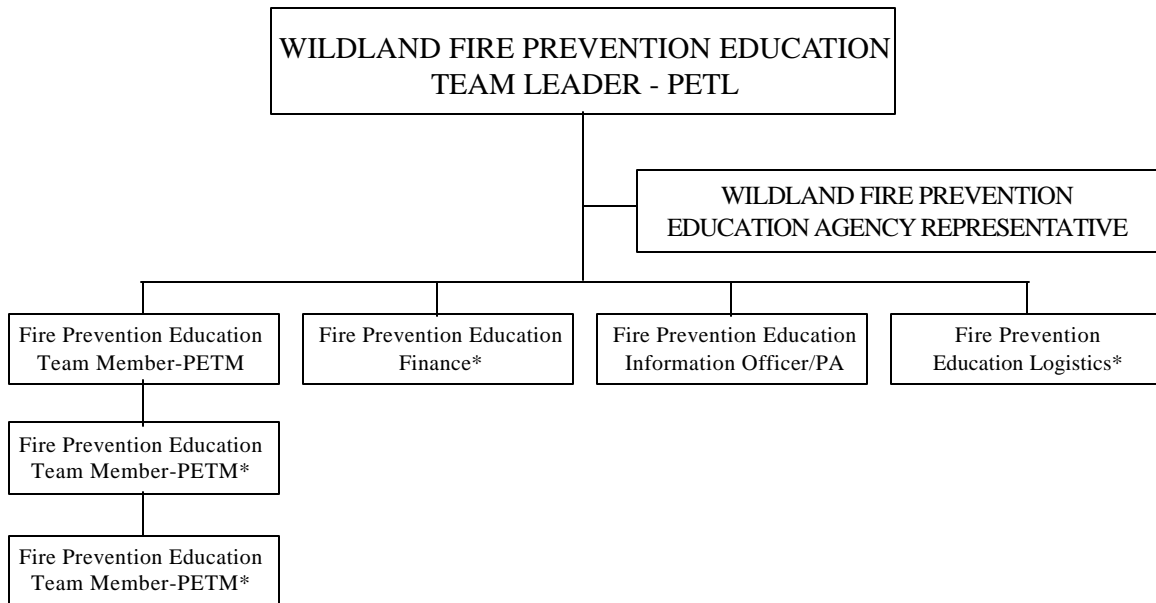 WILDLAND FIRE PREVENTION EDUCATION
TEAM LEADER - PETL
WILDLAND FIRE PREVENTION
EDUCATION AGENCY REPRESENTATIVE
Fire Prevention Education
Team Member-PETM
Fire Prevention Education
Finance*
Fire Prevention Education
Information Officer/PA
Fire Prevention
Education Logistics*
Fire Prevention Education
Team Member-PETM*
Fire Prevention Education
Team Member-PETM*